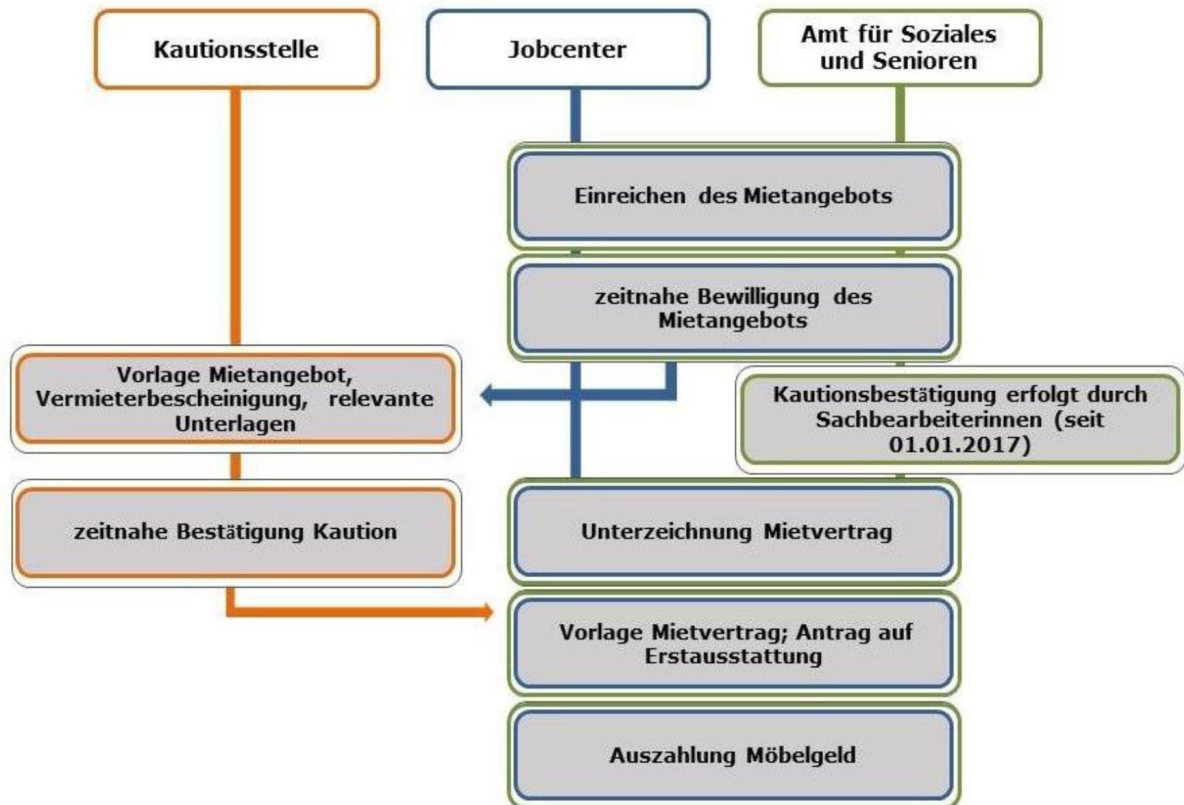 Kautionsstelle
Jobcenter
Amt für Soziales
und Senioren
Einreichen des Mietangebots
zeitnahe Bewilligung des
Mietangebots
Vorlage Mietangebot,
Vermieterbescheinigung, relevante
Unterlagen
Kautionsbestätigung erfolgt durch
Sachbearbeiterinnen (seit
01.01.2017)
zeitnahe Bestätigung Kaution
Unterzeichnung Mietvertrag
Vorlage Mietvertrag; Antrag auf
Erstausstattung
Auszahlung Möbelgeld